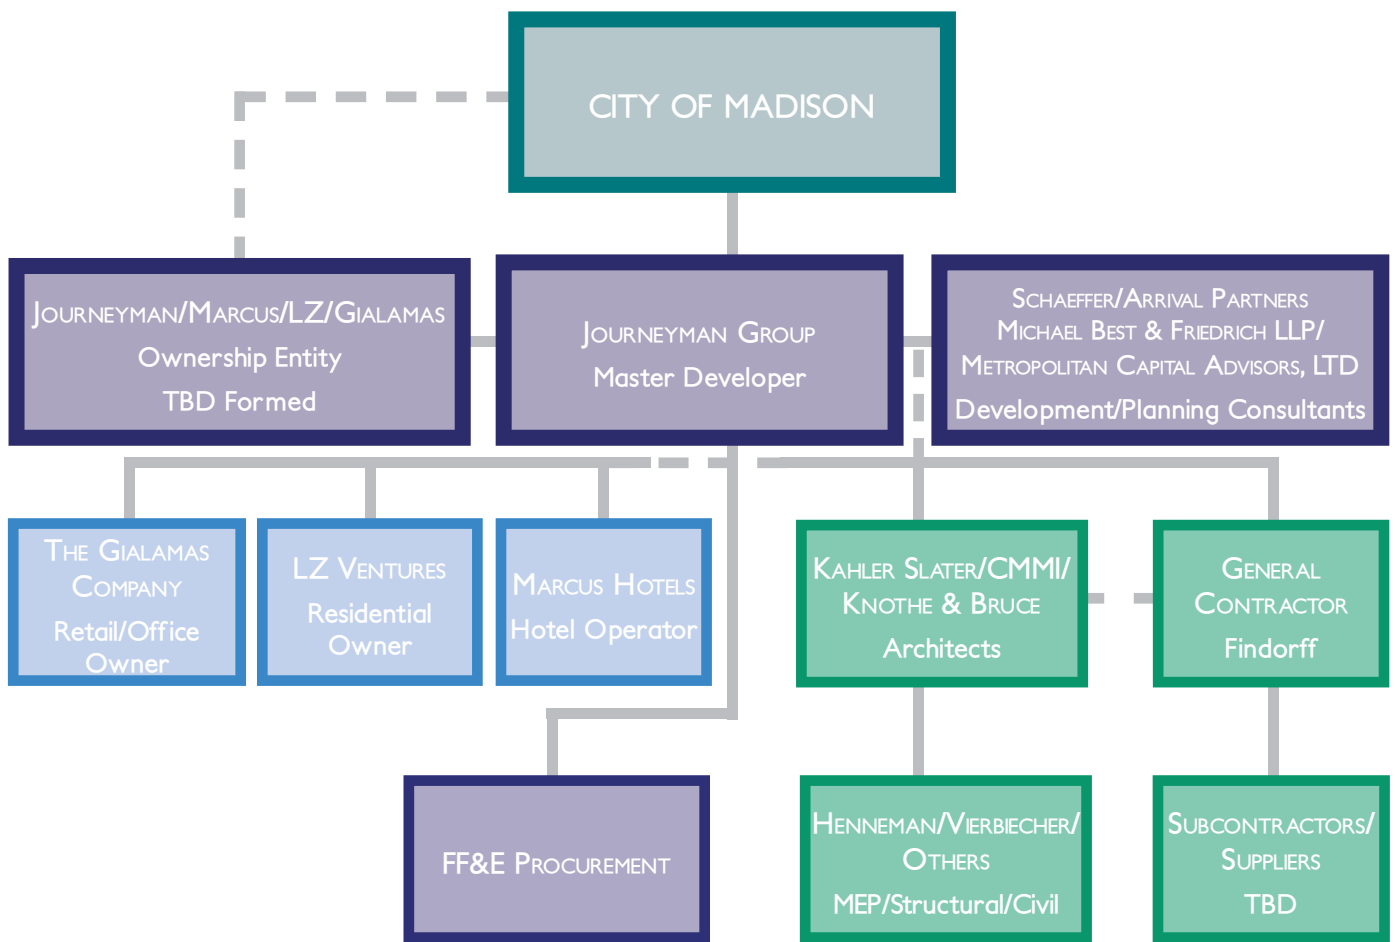 CITY OF MADISON
JOURNEYMAN/MARCUS/LZ/GIALAMAS
Ownership Entity
TBD Formed
JOURNEYMAN GROUP
Master Developer
SCHAEFFER/ARRIVAL PARTNERS
MICHAEL BEST & FRIEDRICH LLP/
METROPOLITAN CAPITAL ADVISORS, LTD
Development/Planning Consultants
THE GIALAMAS
COMPANY
Retail/Office
Owner
LZ VENTURES
Residential
Owner
MARCUS HOTELS
Hotel Operator
KAHLER SLATER/CMMI/
KNOTHE & BRUCE
Architects
GENERAL
CONTRACTOR
Findorff
FF&E PROCUREMENT
HENNEMAN/VIERBIECHER/
OTHERS
MEP/Structural/Civil
SUBCONTRACTORS/
SUPPLIERS
TBD